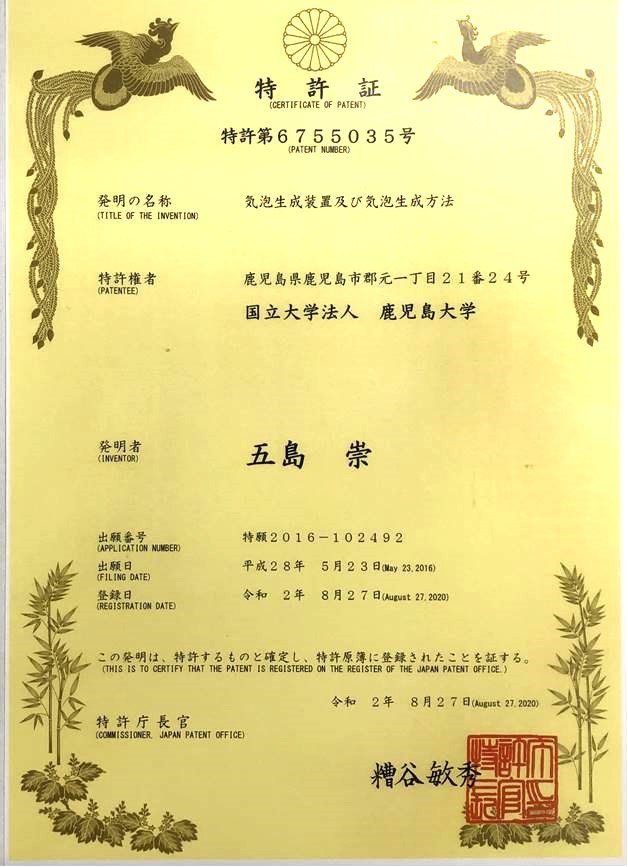 特許証
(CERTIFICATE OF PATENT)
特許第６７５５０３５号
(PATENT NUMBER)
発明の名称 気泡生成装置及び気泡生成方法
(TITLE OF THE INVENTION)
特許権者 鹿児島県鹿児島市郡元一丁目２１番２４号
(PATENTEE)
国立大学法人 鹿児島大学
発明者 五島 崇
(INVENTOR)
出願番号 特願２０１６－１０２４９２
(APPLICATION NUMBER)
出願日 平成２８年 ５月２３日(May 23,2016)
(FILING DATE)
登録日 令和 ２年 ８月２７日(August 27,2020)
(REGISTRATION DATE)
この発明は、特許するものと確定し、特許原簿に登録されたことを証する。
(THIS IS TO CERTIFY THAT THE PATENT IS REGISTERED ON THE REGISTER OF THE JAPAN PATENT OFFICE.)
令和 ２年 ８月２７日(August 27,2020)
特許庁長官
(COMMISSIONER, JAPAN PATENT OFFICE)
糟谷敏秀